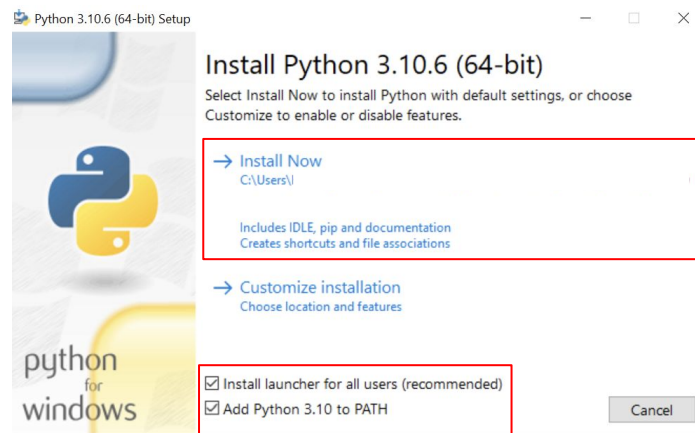 Python 3.10.6 (64-bit) Setup
Install Python 3.10.6 (64-bit)
Select Install Now to install Python with default settings, or choose
Customize to enable or disable features.
Install Now
C:\Users\
Includes IDLE, pip and documentation
Creates shortcuts and file associations
Customize installation
Choose location and features
Install launcher for all users (recommended)
Add Python 3.10 to PATH
Cancel
python
for
windows